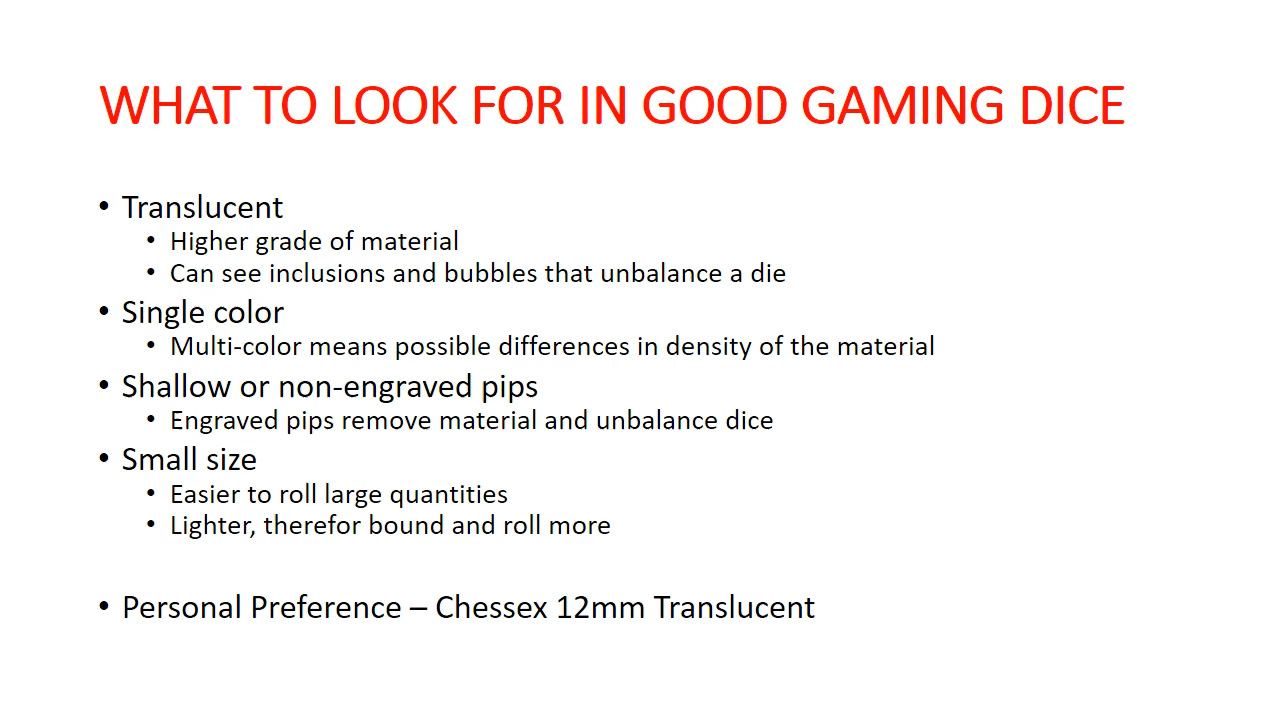 WHAT TO LOOK FOR IN GOOD GAMING DICE
• Translucent
• Higher grade of material
• Can see inclusions and bubbles that unbalance a die
• Single color
• Multi-color means possible differences in density of the material
• Shallow or non-engraved pips
• Engraved pips remove material and unbalance dice
• Small size
• Easier to roll large quantities
• Lighter, therefor bound and roll more
• Personal Preference – Chessex 12mm Translucent